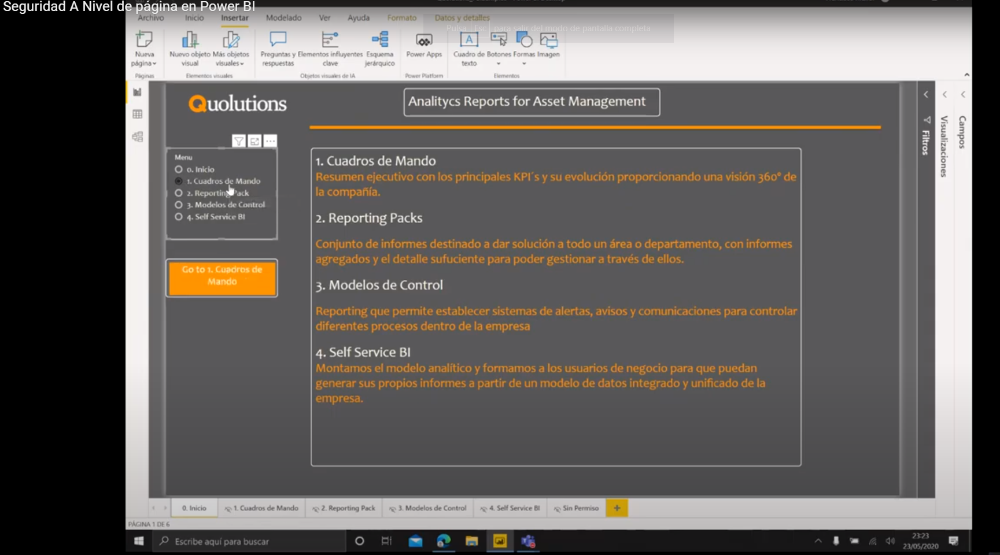 Seguridad A Nivel de página en Power BI
Archivo Inicio Insertar Modelado Ver Ayuda Formato Datos y detalles
Pulsa Esc para salir del modo de pantalla completa
Nueva página
Nuevo objeto visual
Más objetos visuales
Preguntas y respuestas
Elementos influyentes clave
Esquema jerárquico
Power Apps
Cuadro de texto
Botones
Formas
Imagen
Páginas
Elementos visuales
Objetos visuales de IA
Power Platform
Elementos
Quolutions
Analitycs Reports for Asset Management
Menu
0. Inicio
1. Cuadros de Mando
2. Reporting Pack
3. Modelos de Control
4. Self Service BI
Go to 1. Cuadros de
Mando
1. Cuadros de Mando
Resumen ejecutivo con los principales KPI´s y su evolución proporcionando una visión 360° de
la compañía.
2. Reporting Packs
Conjunto de informes destinado a dar solución a todo un área o departamento, con informes
agregados y el detalle sufuciente para poder gestionar a través de ellos.
3. Modelos de Control
Reporting que permite establecer sistemas de alertas, avisos y comunicaciones para controlar
diferentes procesos dentro de la empresa
4. Self Service BI
Montamos el modelo analítico y formamos a los usuarios de negocio para que puedan
generar sus propios informes a partir de un modelo de datos integrado y unificado de la
empresa.
Filtros
Visualizaciones
Campos
0. Inicio 1. Cuadros de Mando 2. Reporting Pack 3. Modelos de Control 4. Self Service BI Sin Permiso
PÁGINA 1 DE 6
Escribe aquí para buscar
23:23
23/05/2020